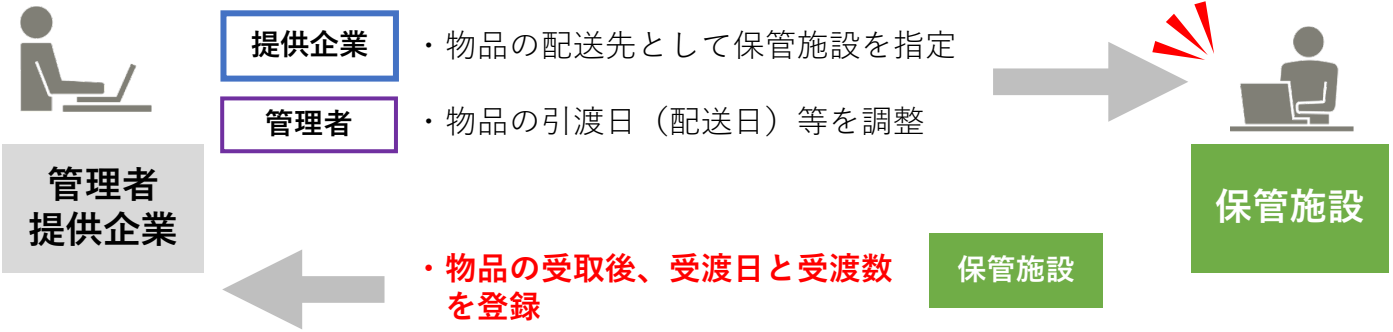 提供企業
・物品の配送先として保管施設を指定
管理者
・物品の引渡日（配送日）等を調整
管理者
提供企業
保管施設
・物品の受取後、受渡日と受渡数
を登録
保管施設